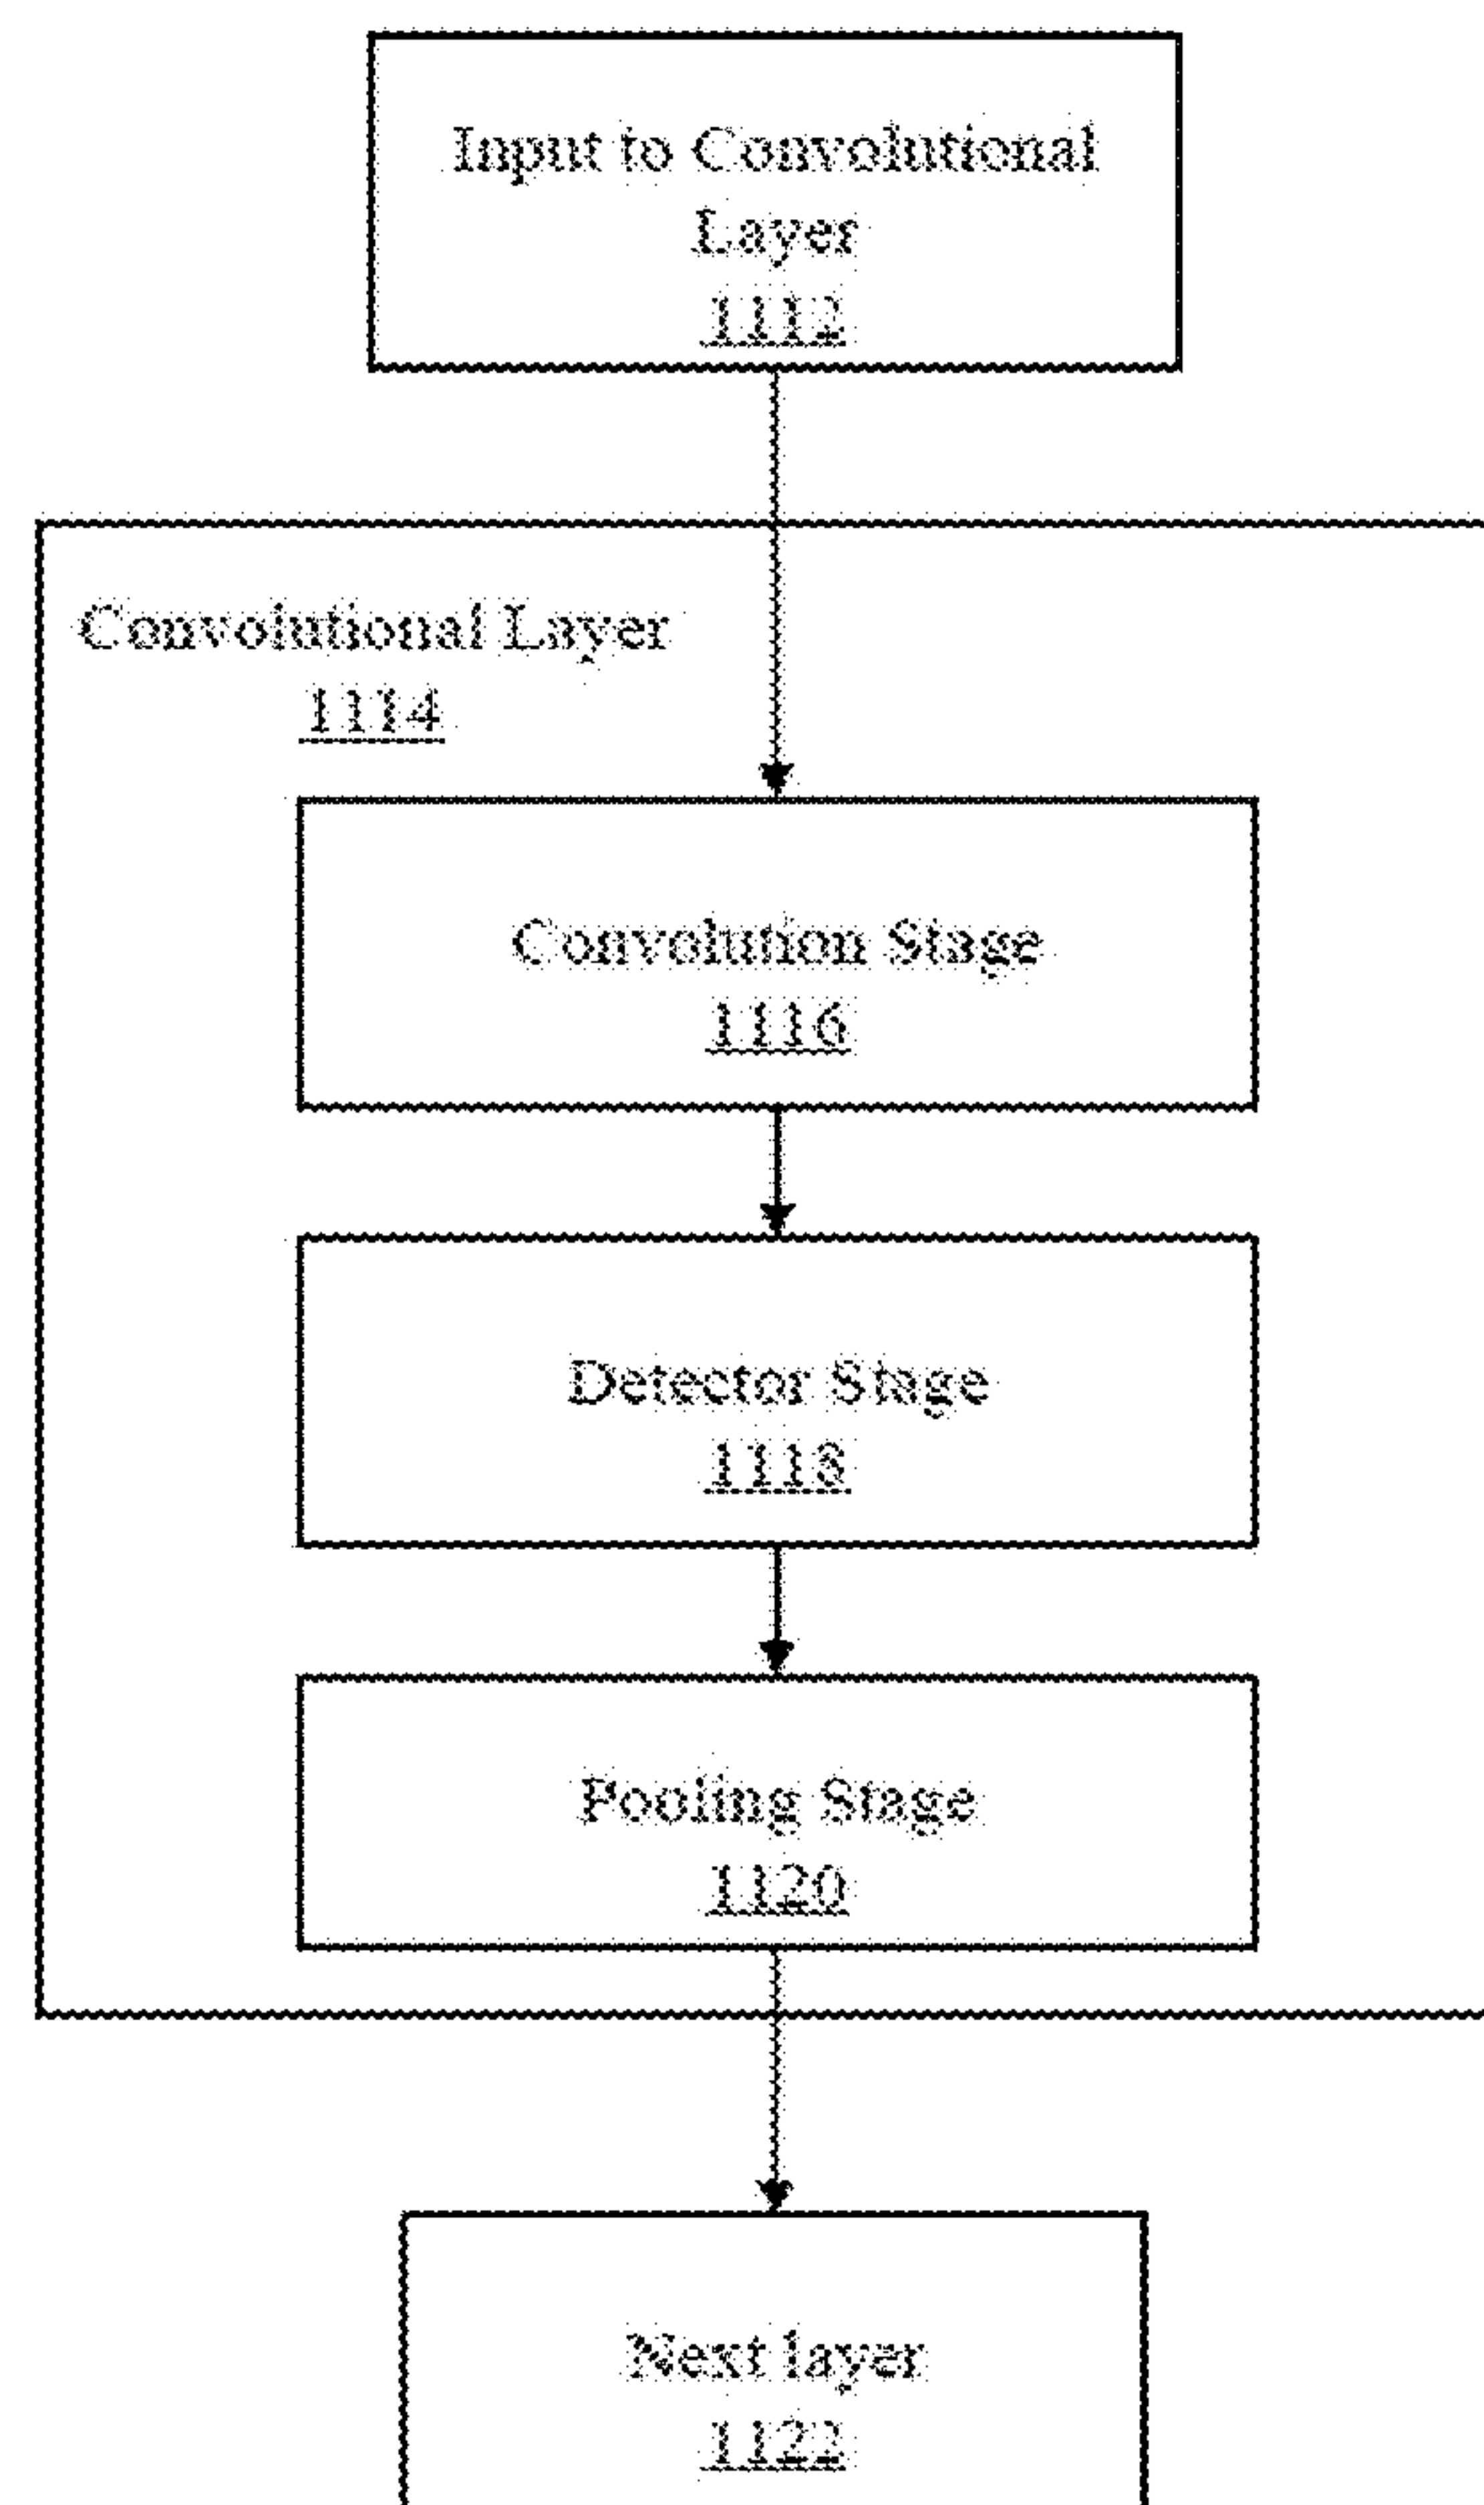 Input to Convolutional
Layer
1112
Convolutional Layer
1114
Convolution Stage
1116
Detector Stage
1118
Pooling Stage
1120
Next layer
1122